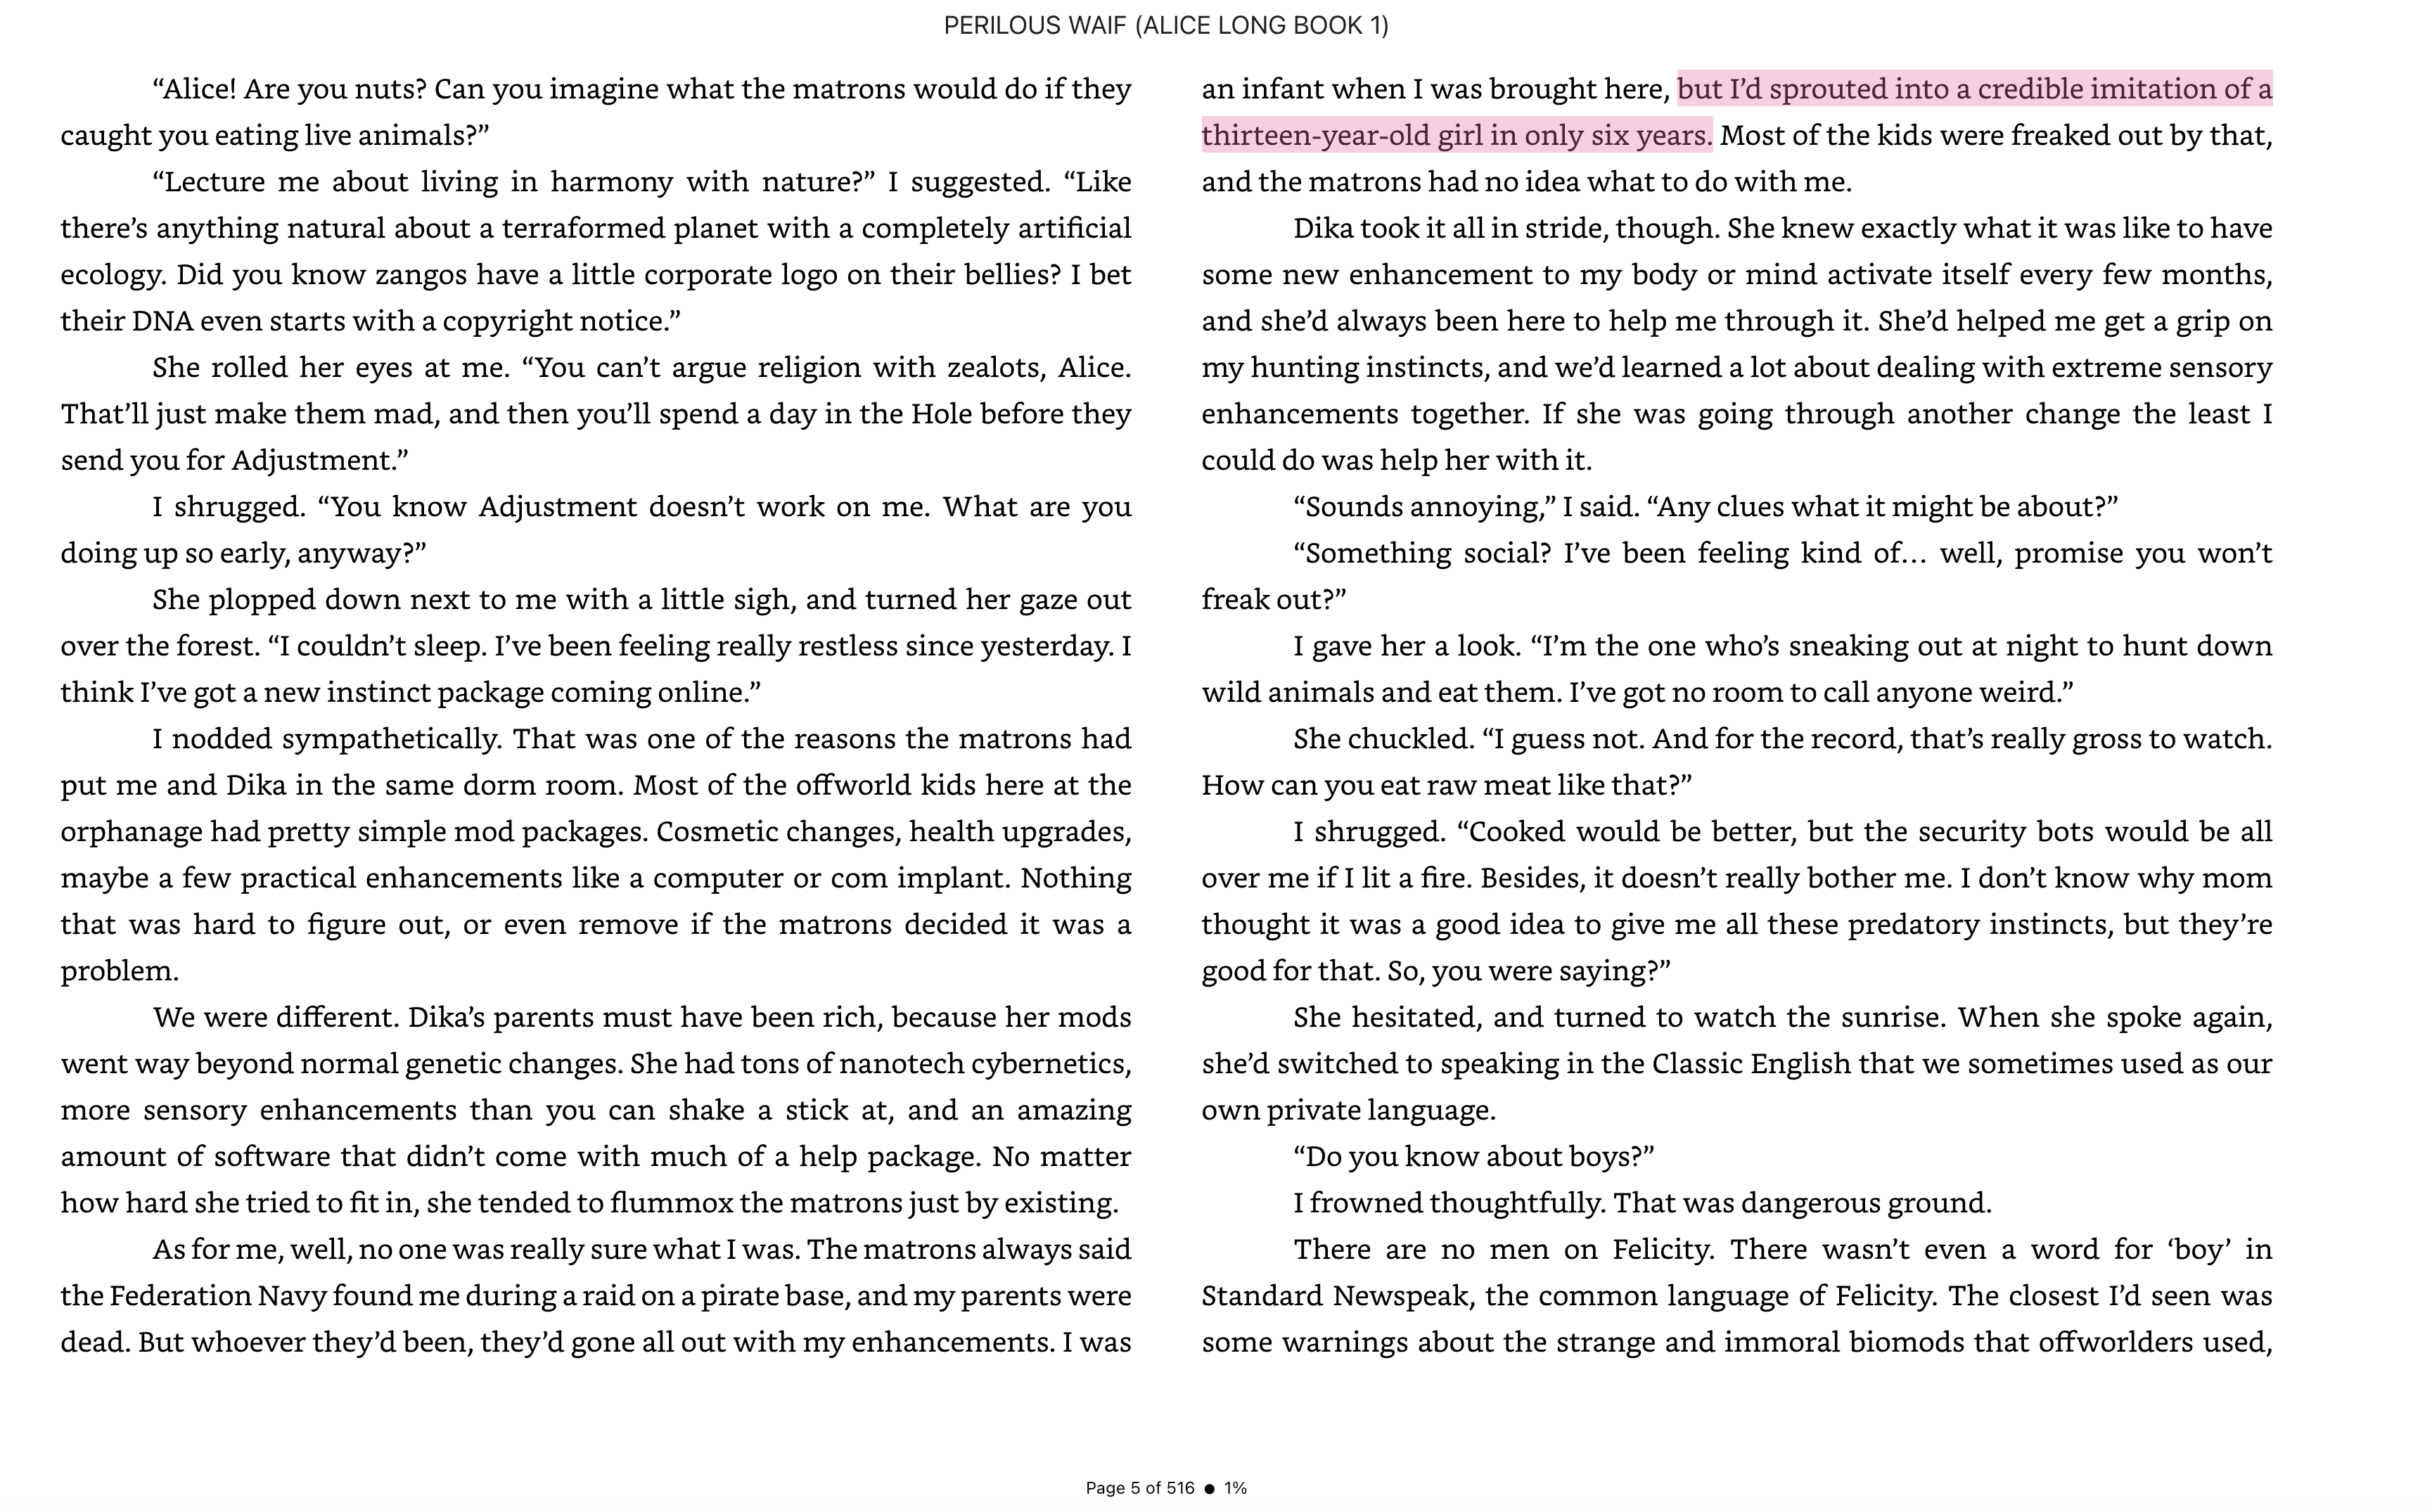 PERILOUS WAIF (ALICE LONG BOOK 1)
“Alice! Are you nuts? Can you imagine what the matrons would do if they
caught you eating live animals?”
“Lecture me about living in harmony with nature?” I suggested. “Like
there’s anything natural about a terraformed planet with a completely artificial
ecology. Did you know zangos have a little corporate logo on their bellies? I bet
their DNA even starts with a copyright notice.”
She rolled her eyes at me. “You can’t argue religion with zealots, Alice.
That’ll just make them mad, and then you’ll spend a day in the Hole before they
send you for Adjustment.”
I shrugged. “You know Adjustment doesn’t work on me. What are you
doing up so early, anyway?”
She plopped down next to me with a little sigh, and turned her gaze out
over the forest. “I couldn’t sleep. I’ve been feeling really restless since yesterday. I
think I’ve got a new instinct package coming online.”
I nodded sympathetically. That was one of the reasons the matrons had
put me and Dika in the same dorm room. Most of the offworld kids here at the
orphanage had pretty simple mod packages. Cosmetic changes, health upgrades,
maybe a few practical enhancements like a computer or com implant. Nothing
that was hard to figure out, or even remove if the matrons decided it was a
problem.
We were different. Dika’s parents must have been rich, because her mods
went way beyond normal genetic changes. She had tons of nanotech cybernetics,
more sensory enhancements than you can shake a stick at, and an amazing
amount of software that didn’t come with much of a help package. No matter
how hard she tried to fit in, she tended to flummox the matrons just by existing.
As for me, well, no one was really sure what I was. The matrons always said
the Federation Navy found me during a raid on a pirate base, and my parents were
dead. But whoever they’d been, they’d gone all out with my enhancements. I was
an infant when I was brought here, but I’d sprouted into a credible imitation of a
thirteen-year-old girl in only six years. Most of the kids were freaked out by that,
and the matrons had no idea what to do with me.
Dika took it all in stride, though. She knew exactly what it was like to have
some new enhancement to my body or mind activate itself every few months,
and she’d always been here to help me through it. She’d helped me get a grip on
my hunting instincts, and we’d learned a lot about dealing with extreme sensory
enhancements together. If she was going through another change the least I
could do was help her with it.
“Sounds annoying,” I said. “Any clues what it might be about?”
“Something social? I’ve been feeling kind of… well, promise you won’t
freak out?”
I gave her a look. “I’m the one who’s sneaking out at night to hunt down
wild animals and eat them. I’ve got no room to call anyone weird.”
She chuckled. “I guess not. And for the record, that’s really gross to watch.
How can you eat raw meat like that?”
I shrugged. “Cooked would be better, but the security bots would be all
over me if I lit a fire. Besides, it doesn’t really bother me. I don’t know why mom
thought it was a good idea to give me all these predatory instincts, but they’re
good for that. So, you were saying?”
She hesitated, and turned to watch the sunrise. When she spoke again,
she’d switched to speaking in the Classic English that we sometimes used as our
own private language.
“Do you know about boys?”
I frowned thoughtfully. That was dangerous ground.
There are no men on Felicity. There wasn’t even a word for ‘boy’ in
Standard Newspeak, the common language of Felicity. The closest I’d seen was
some warnings about the strange and immoral biomods that offworlders used,
Page 5 of 516 ● 1%